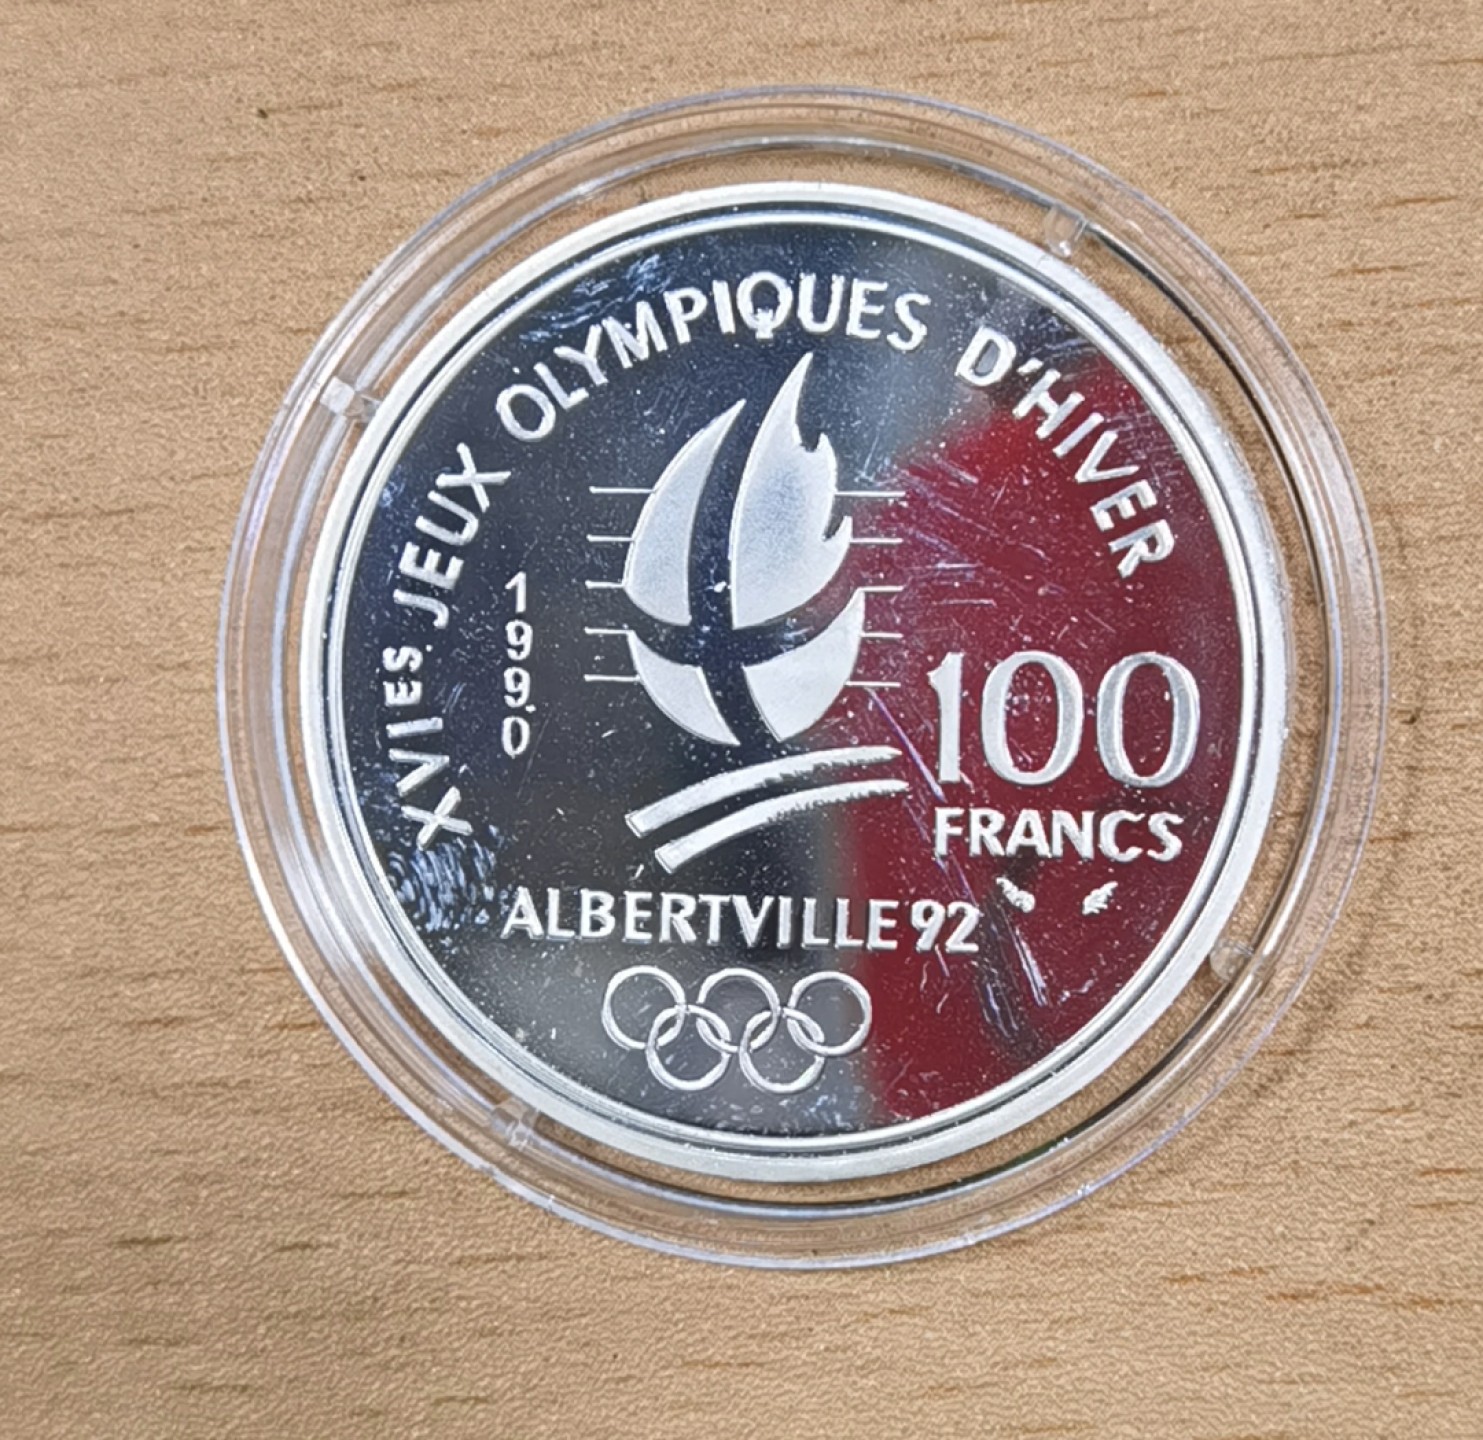 XVIES JEUX OLYMPIQUES D'HIVER
1990
100
FRANCS
ALBERTVILLE 92